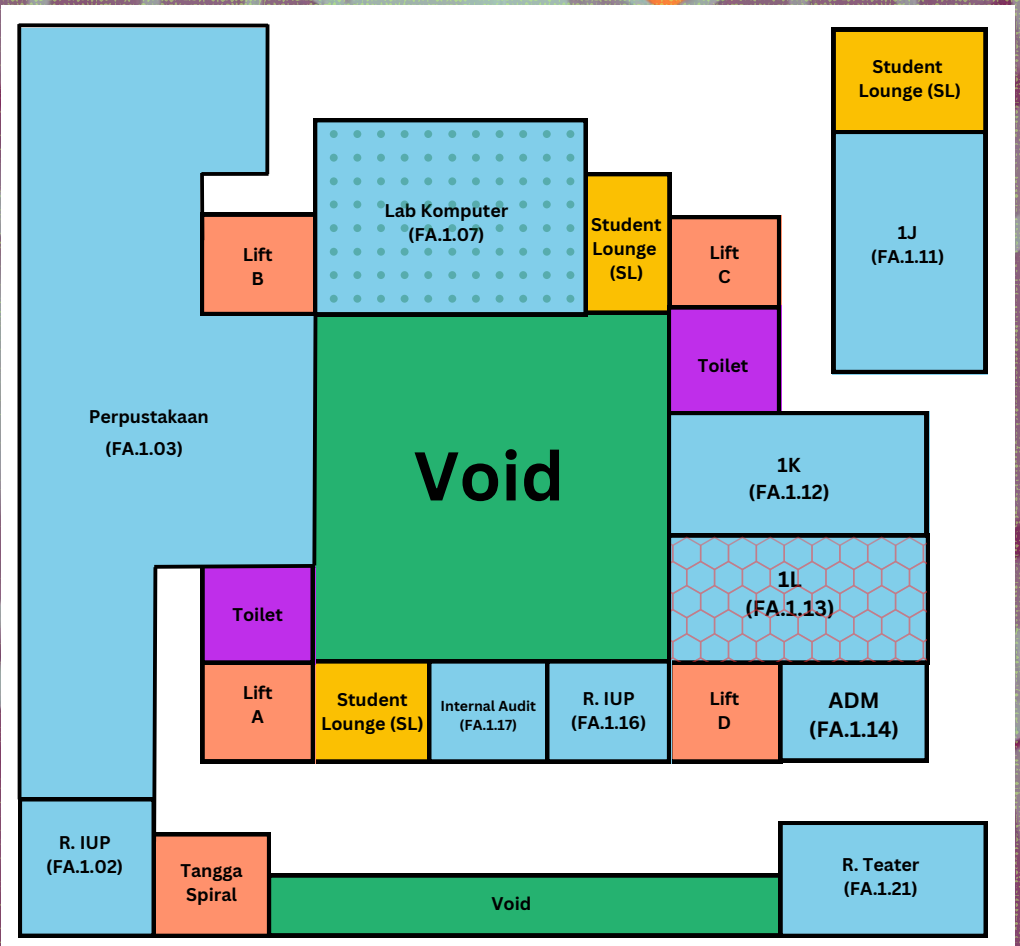 Student
Lounge (SL)
Lab Komputer
(FA.1.07)
Student
Lounge
(SL)
Lift
B
Lift
C
1J
(FA.1.11)
Toilet
Perpustakaan
(FA.1.03)
Void
1K
(FA.1.12)
1L
(FA.1.13)
Toilet
Lift
A
Student
Lounge (SL)
Internal Audit
(FA.1.17)
R. IUP
(FA.1.16)
Lift
D
ADM
(FA.1.14)
R. IUP
(FA.1.02)
Tangga
Spiral
Void
R. Teater
(FA.1.21)